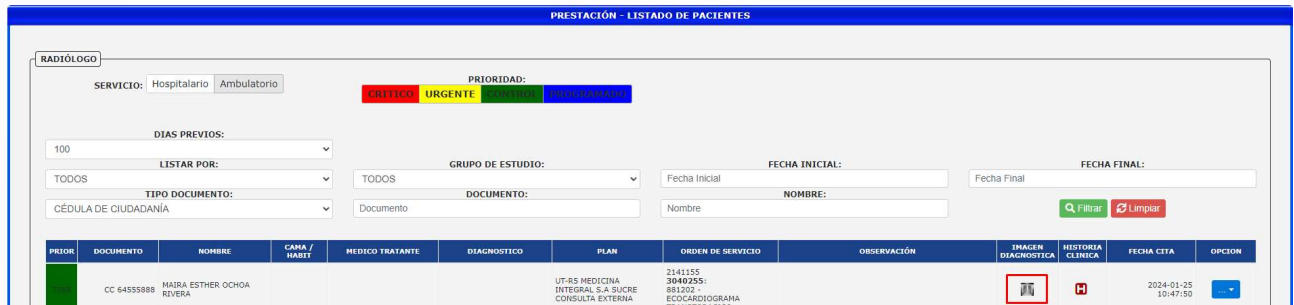 PRESTACIÓN - LISTADO DE PACIENTES
RADIÓLOGO
SERVICIO: Hospitalario Ambulatorio
PRIORIDAD:
CRITICO URGENTE CONTROL PROGRAMADO
DIAS PREVIOS:
100
LISTAR POR: GRUPO DE ESTUDIO: FECHA INICIAL: FECHA FINAL:
TODOS TODOS Fecha Inicial Fecha Final
TIPO DOCUMENTO: DOCUMENTO: NOMBRE:
CÉDULA DE CIUDADANÍA Documento Nombre Filtrar Limpiar
PRIOR DOCUMENTO NOMBRE CAMA / HABIT MEDICO TRATANTE DIAGNOSTICO PLAN ORDEN DE SERVICIO OBSERVACIÓN IMAGEN DIAGNOSTICA HISTORIA CLINICA FECHA CITA OPCION
CC 64555888 MAIRA ESTHER OCHOA RIVERA
UT-R5 MEDICINA INTEGRAL S.A SUCRE CONSULTA EXTERNA
2141155
3040255:
881202 -
ECOCARDIOGRAMA
H
2024-01-25
10:47:50
...